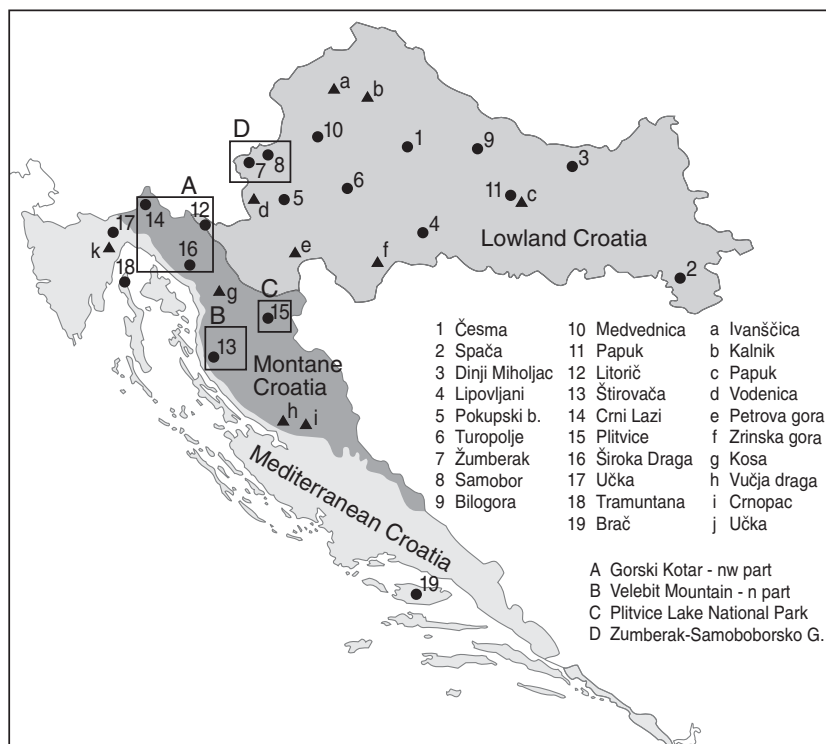 a
b
D
10
1
9
7
8
3
6
11
c
A
d
5
14
12
17
4
Lowland Croatia
k
16
e
f
18
g
C
2
15
B
13
Montane
Croatia
h
i
Mediterranean Croatia
19
1 Česma
2 Spača
3 Dinji Miholjac
4 Lipovljani
5 Pokupski b.
6 Turopolje
7 Žumberak
8 Samobor
9 Bilogora
10 Medvednica
11 Papuk
12 Litorič
13 Štirovača
14 Crni Lazi
15 Plitvice
16 Široka Draga
17 Učka
18 Tramuntana
19 Brač
a Ivanščica
b Kalnik
c Papuk
d Vodenica
e Petrova gora
f Zrinska gora
g Kosa
h Vučja draga
i Crnopac
j Učka
A Gorski Kotar - nw part
B Velebit Mountain - n part
C Plitvice Lake National Park
D Zumberak-Samoboborsko G.